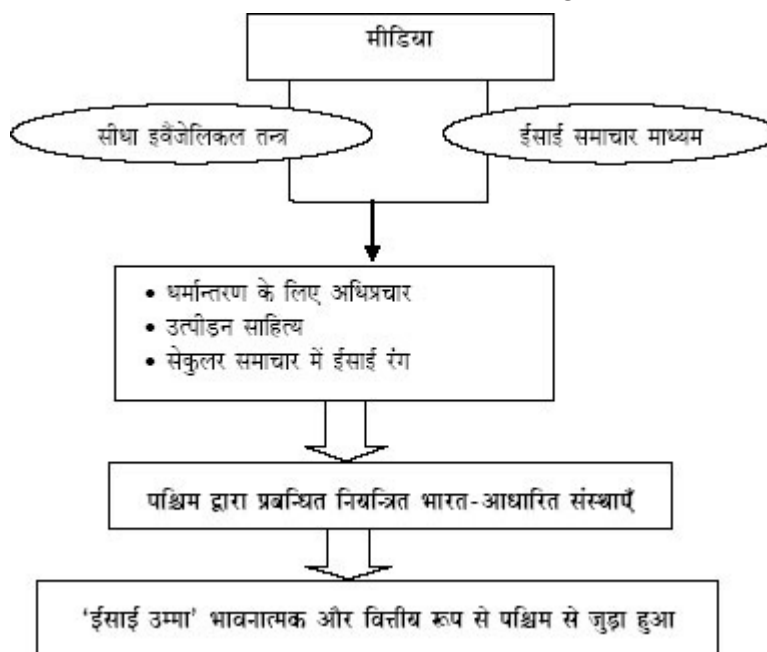 मीडिया
सीधा इवैंजेलिकल तन्त्र
ईसाई समाचार माध्यम
• धर्मान्तरण के लिए अधिप्रचार
• उत्पीड़न साहित्य
• सेकुलर समाचार में ईसाई रंग
पश्चिम द्वारा प्रबन्धित नियन्त्रित भारत-आधारित संस्थाएँ
‘ईसाई उम्मा’ भावनात्मक और वित्तीय रूप से पश्चिम से जुड़ा हुआ